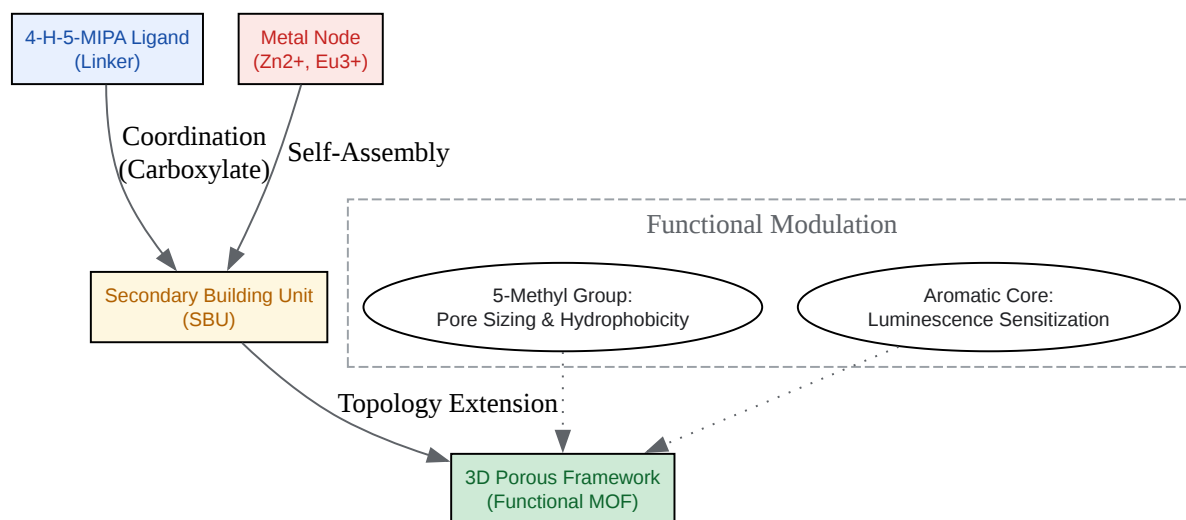 4-H-5-MIPA Ligand
(Linker)
Metal Node
(Zn2+, Eu3+)
Coordination
(Carboxylate)
Self-Assembly
Functional Modulation
Secondary Building Unit
(SBU)
5-Methyl Group:
Pore Sizing & Hydrophobicity
Aromatic Core:
Luminescence Sensitization
Topology Extension
3D Porous Framework
(Functional MOF)